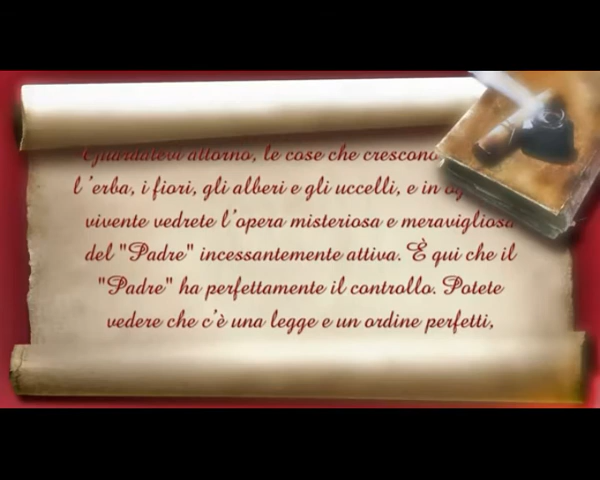 Guardatevi attorno, le cose che crescono
l'erba, i fiori, gli alberi e gli uccelli, e in
vivente vedrete l'opera misteriosa e meravigliosa
del "Padre" incessantemente attiva. È qui che il
"Padre" ha perfettamente il controllo. Potete
vedere che c'è una legge e un ordine perfetti,